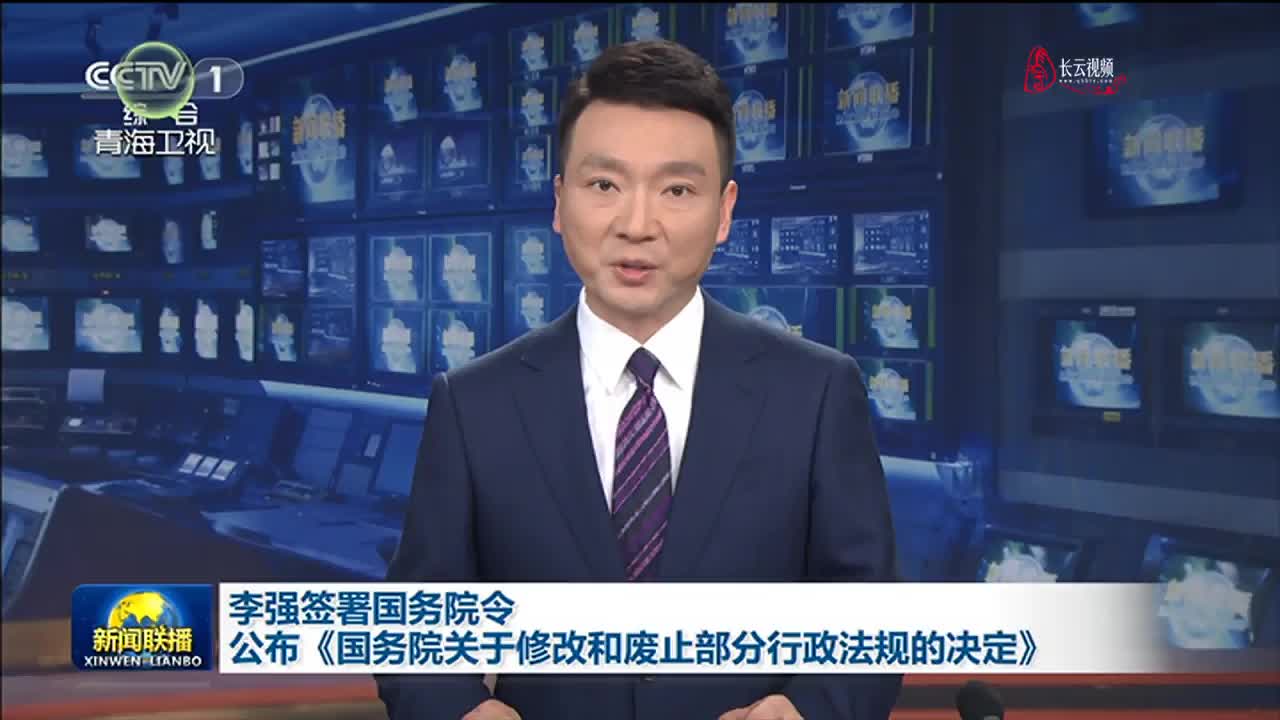 CCTV 1
综合
青海卫视
长云视频
新闻联播
XINWEN-LIANBO
李强签署国务院令
公布《国务院关于修改和废止部分行政法规的决定》